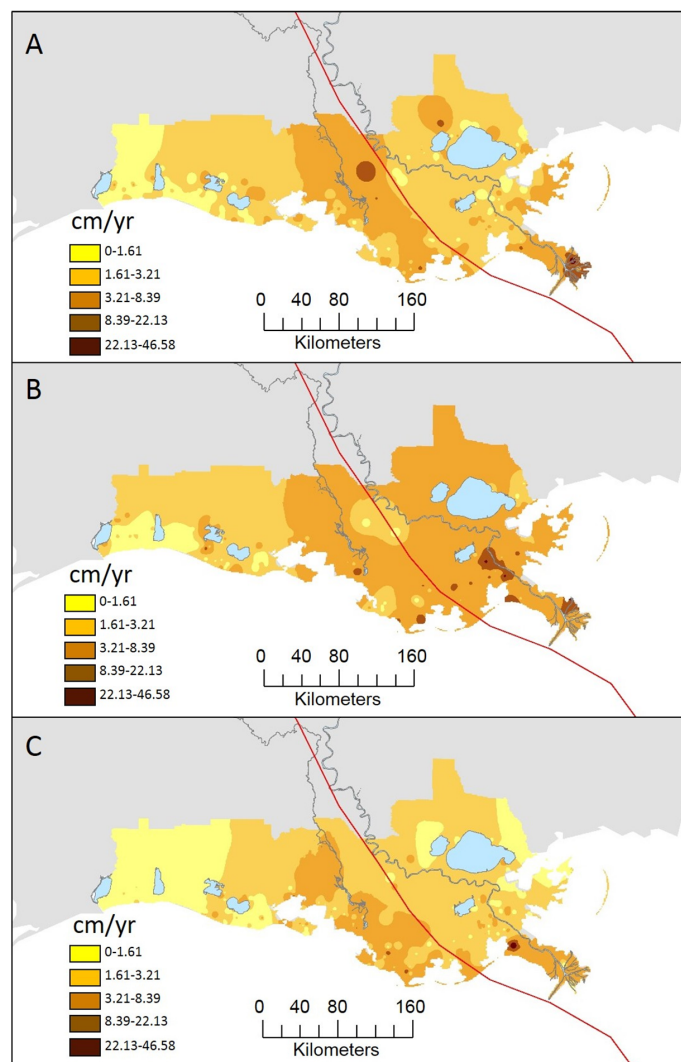 A
cm/yr
0-1.61
1.61-3.21
3.21-8.39
8.39-22.13
22.13-46.58
0 40 80 160
Kilometers
B
cm/yr
0-1.61
1.61-3.21
3.21-8.39
8.39-22.13
22.13-46.58
0 40 80 160
Kilometers
C
cm/yr
0-1.61
1.61-3.21
3.21-8.39
8.39-22.13
22.13-46.58
0 40 80 160
Kilometers